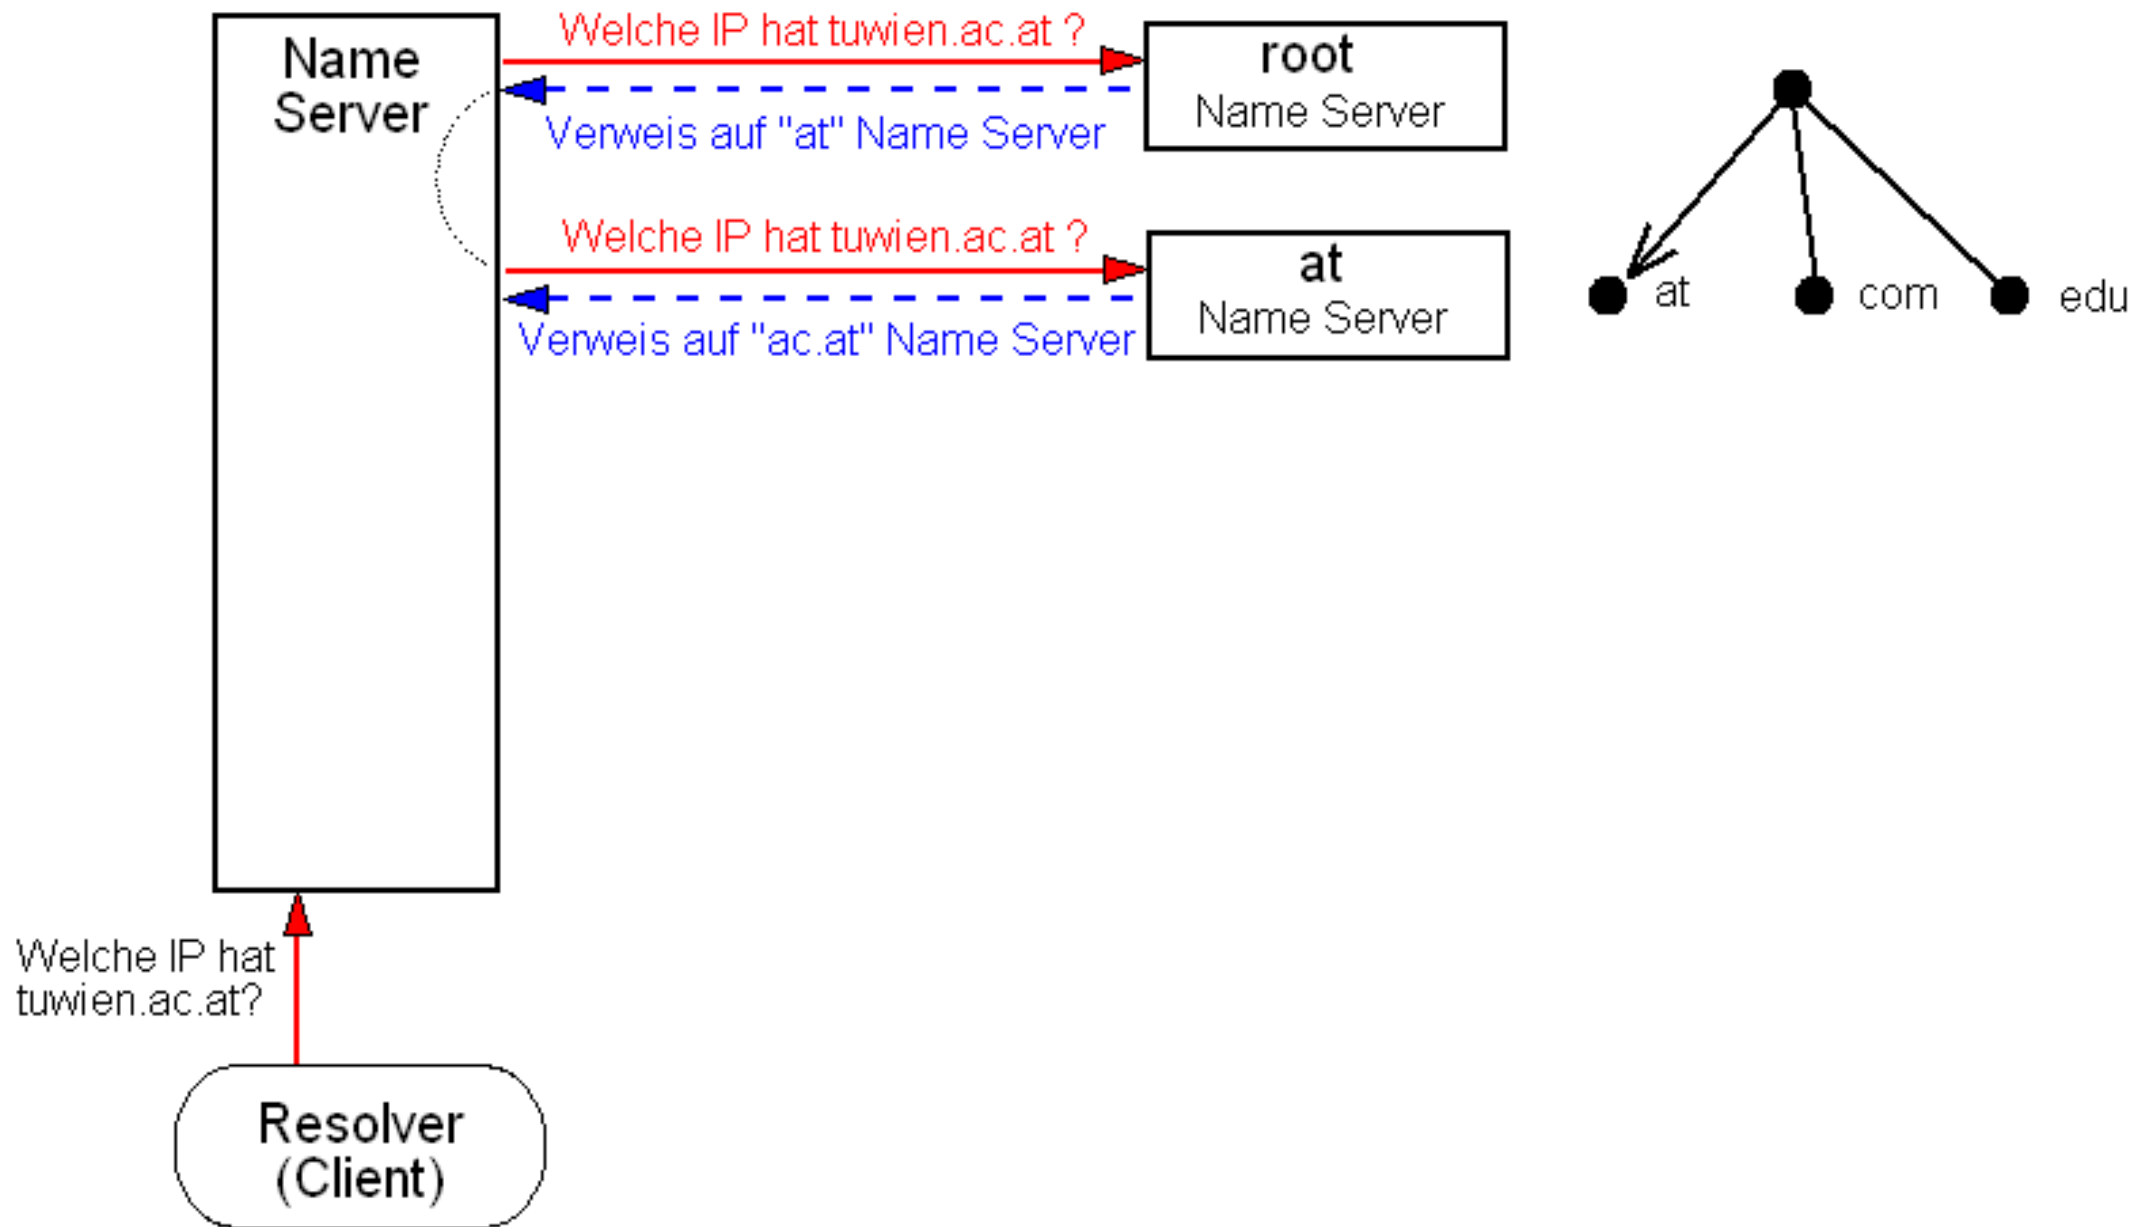 Name
Server
Welche IP hat tuwien.ac.at ?
Verweis auf "at" Name Server
root
Name Server
Welche IP hat tuwien.ac.at ?
Verweis auf "ac.at" Name Server
at
Name Server
at
com
edu
Welche IP hat
tuwien.ac.at?
Resolver
(Client)